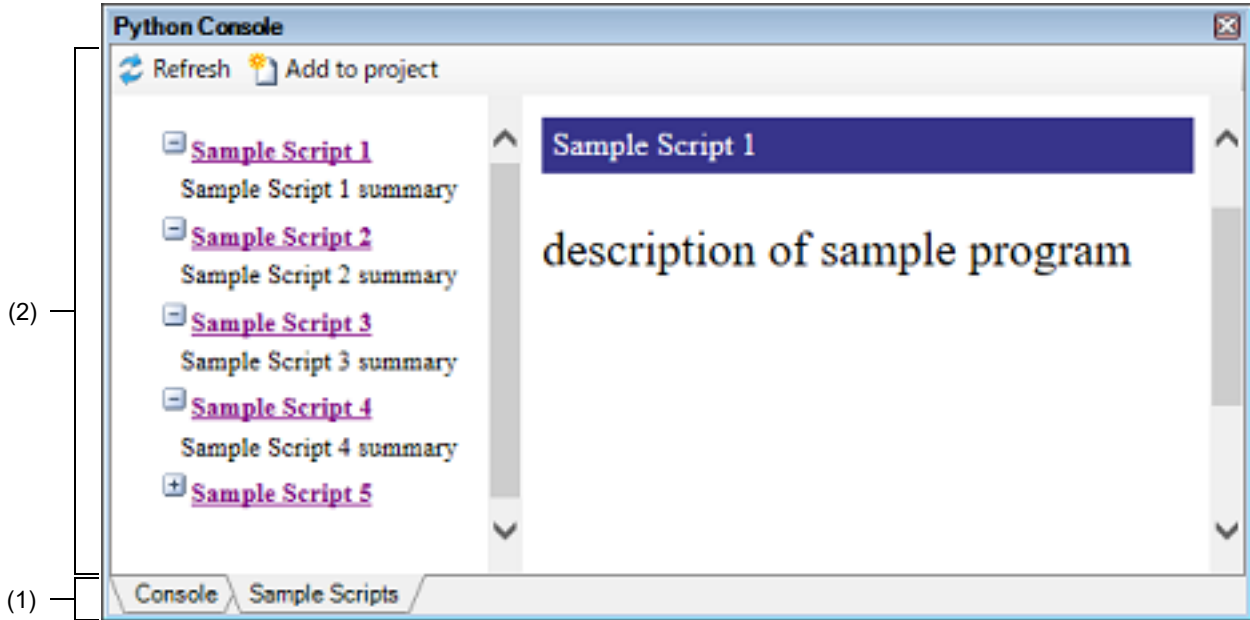 Python Console
Refresh Add to project
Sample Script 1
Sample Script 1 summary
Sample Script 2
Sample Script 2 summary
Sample Script 3
Sample Script 3 summary
Sample Script 4
Sample Script 4 summary
Sample Script 5
Sample Script 1
description of sample program
(2)
Console Sample Scripts
(1)